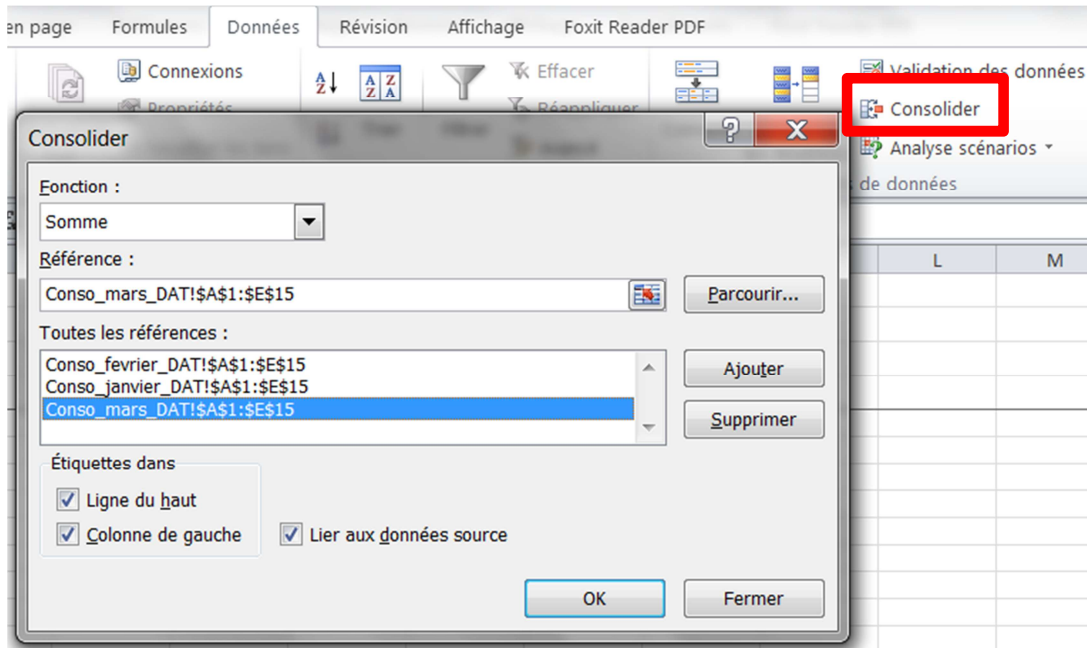 en page Formules Données Révision Affichage Foxit Reader PDF
Connexions
Propriétés
Effacer
Réappliquer
Validation des données
Consolider
Analyse scénarios
de données
Consolider
Fonction :
Somme
Référence :
Conso_mars_DAT!$A$1:$E$15
Parcourir...
Toutes les références :
Conso_fevrier_DAT!$A$1:$E$15
Conso_janvier_DAT!$A$1:$E$15
Conso_mars_DAT!$A$1:$E$15
Ajouter
Supprimer
Étiquettes dans
Ligne du haut
Colonne de gauche
Lier aux données source
OK
Fermer
L M